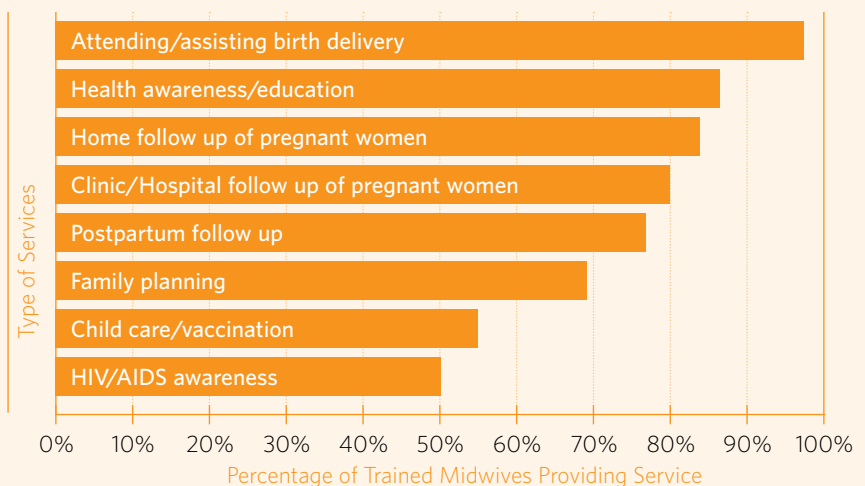 Attending/assisting birth delivery
Health awareness/education
Home follow up of pregnant women
Clinic/Hospital follow up of pregnant women
Postpartum follow up
Family planning
Child care/vaccination
HIV/AIDS awareness
Type of Services
0% 10% 20% 30% 40% 50% 60% 70% 80% 90% 100%
Percentage of Trained Midwives Providing Service